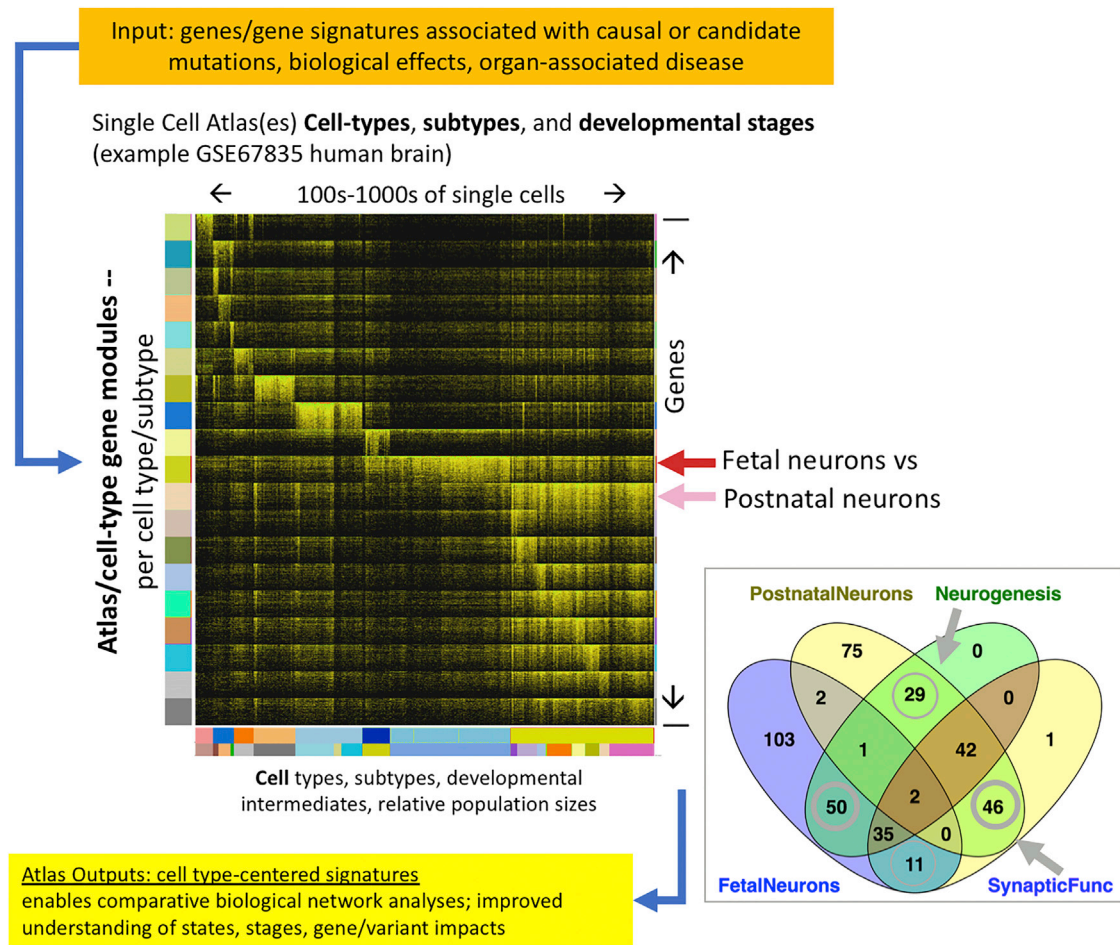 Input: genes/gene signatures associated with causal or candidate
mutations, biological effects, organ-associated disease
Single Cell Atlas(es) Cell-types, subtypes, and developmental stages
(example GSE67835 human brain)
← 100s-1000s of single cells →
Atlas/cell-type gene modules --
per cell type/subtype
← Genes →
Fetal neurons vs
Postnatal neurons
Cell types, subtypes, developmental
intermediates, relative population sizes
PostnatalNeurons
Neurogenesis
75
0
2
29
0
103
1
42
1
50
2
46
35
0
11
FetalNeurons
SynapticFunc
Atlas Outputs: cell type-centered signatures
enables comparative biological network analyses; improved
understanding of states, stages, gene/variant impacts